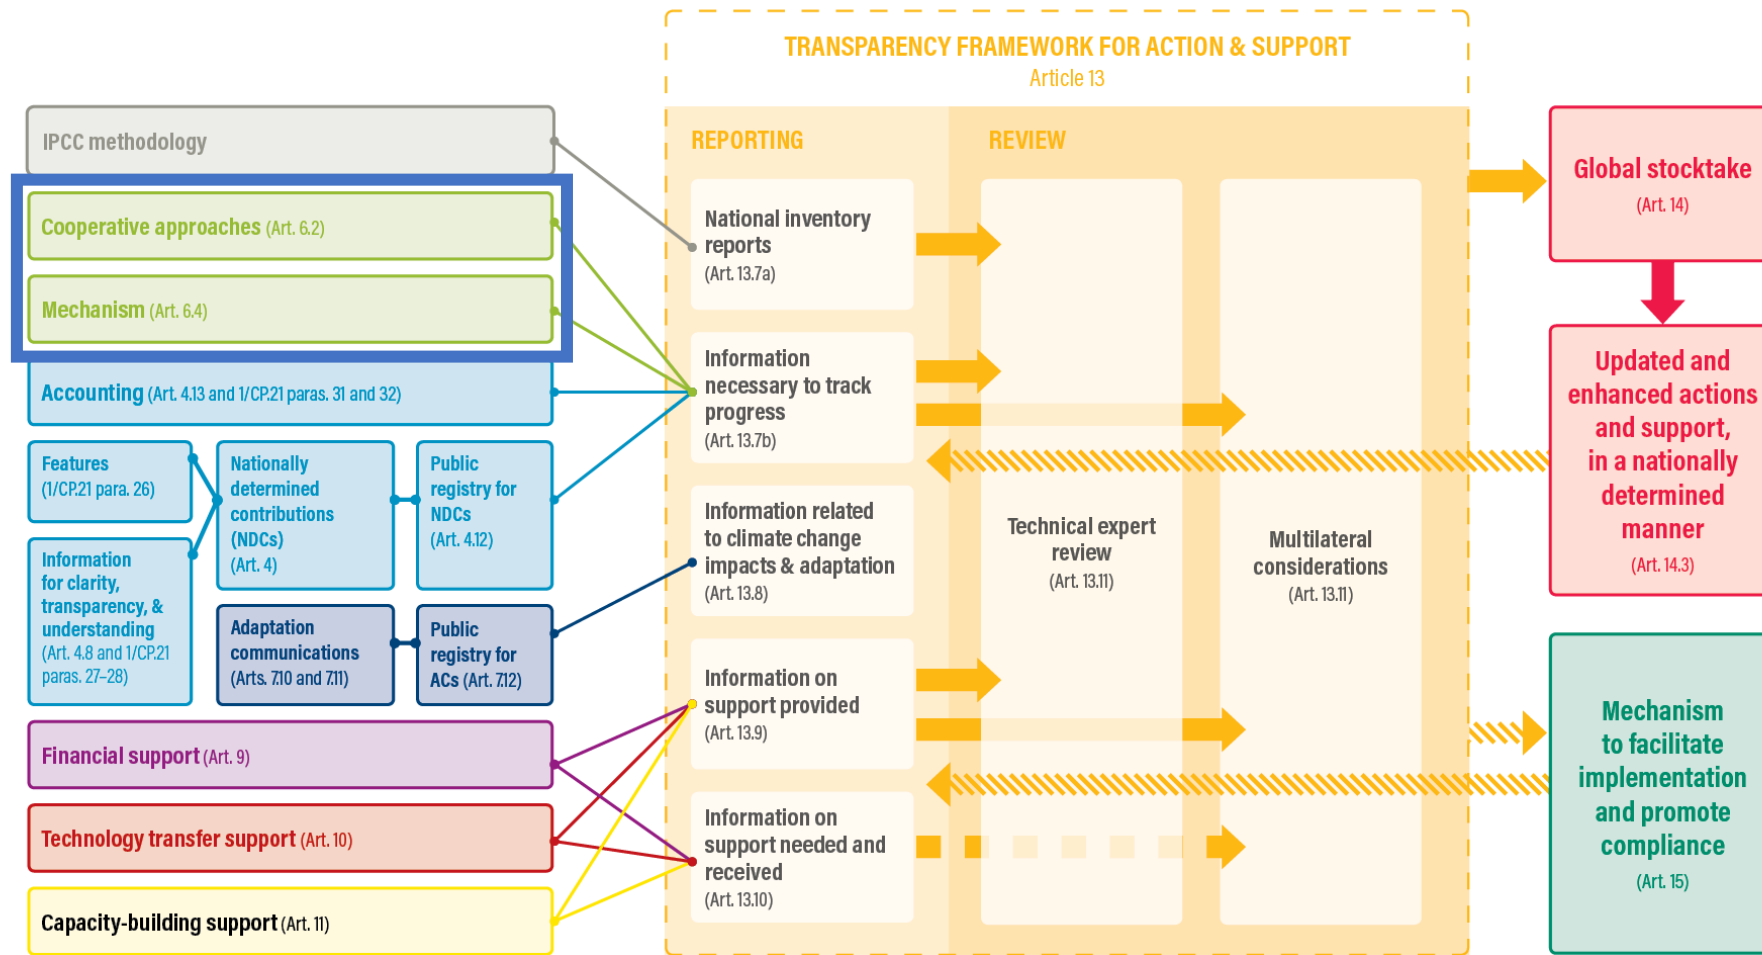 TRANSPARENCY FRAMEWORK FOR ACTION & SUPPORT
Article 13
IPCC methodology
Cooperative approaches (Art. 6.2)
Mechanism (Art. 6.4)
Accounting (Art. 4.13 and 1/CP.21 paras. 31 and 32)
Features
(1/CP.21 para. 26)
Information
for clarity,
transparency, &
understanding
(Art. 4.8 and 1/CP.21
paras. 27–28)
Nationally
determined
contributions
(NDCs)
(Art. 4)
Public
registry for
NDCs
(Art. 4.12)
Adaptation
communications
(Arts. 7.10 and 7.11)
Public
registry for
ACs (Art. 7.12)
Financial support (Art. 9)
Technology transfer support (Art. 10)
Capacity-building support (Art. 11)
REPORTING
National inventory
reports
(Art. 13.7a)
Information
necessary to track
progress
(Art. 13.7b)
Information related
to climate change
impacts & adaptation
(Art. 13.8)
Information on
support provided
(Art. 13.9)
Information on
support needed and
received
(Art. 13.10)
REVIEW
Technical expert
review
(Art. 13.11)
Multilateral
considerations
(Art. 13.11)
Global stocktake
(Art. 14)
Updated and
enhanced actions
and support,
in a nationally
determined
manner
(Art. 14.3)
Mechanism
to facilitate
implementation
and promote
compliance
(Art. 15)